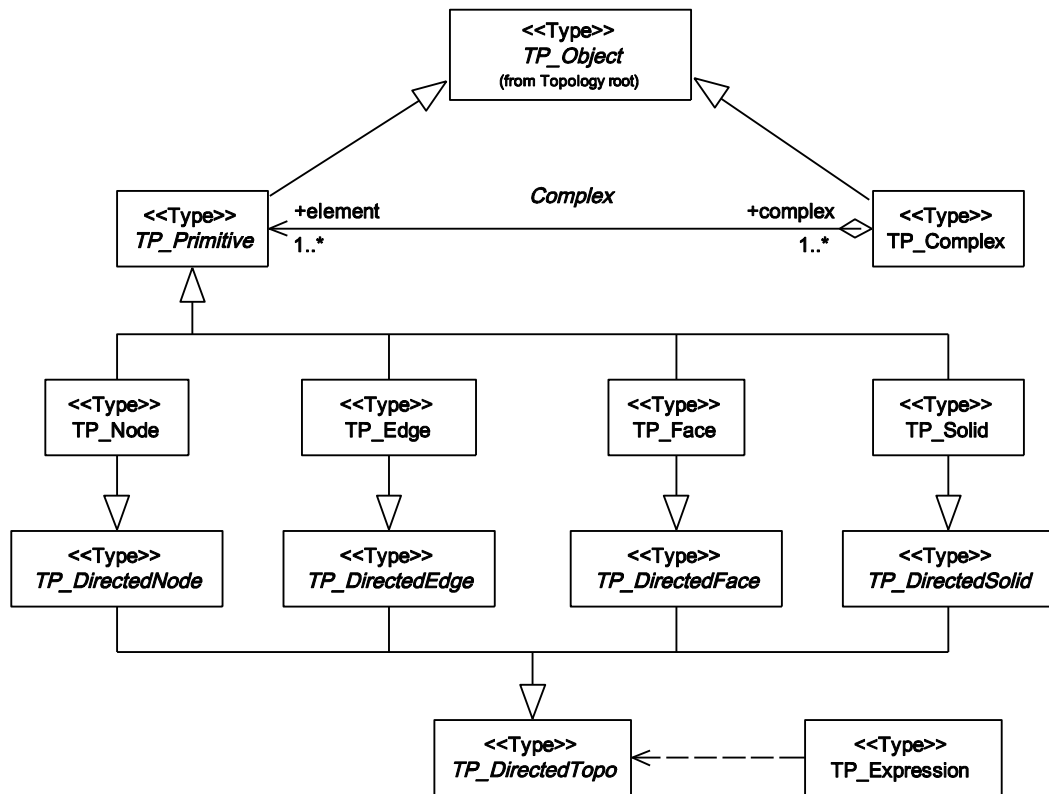 <<Type>>
TP_Object
(from Topology root)
<<Type>>
TP_Primitive
+element
1..*
Complex
+complex
1..*
<<Type>>
TP_Complex
<<Type>>
TP_Node
<<Type>>
TP_Edge
<<Type>>
TP_Face
<<Type>>
TP_Solid
<<Type>>
TP_DirectedNode
<<Type>>
TP_DirectedEdge
<<Type>>
TP_DirectedFace
<<Type>>
TP_DirectedSolid
<<Type>>
TP_DirectedTopo
<<Type>>
TP_Expression